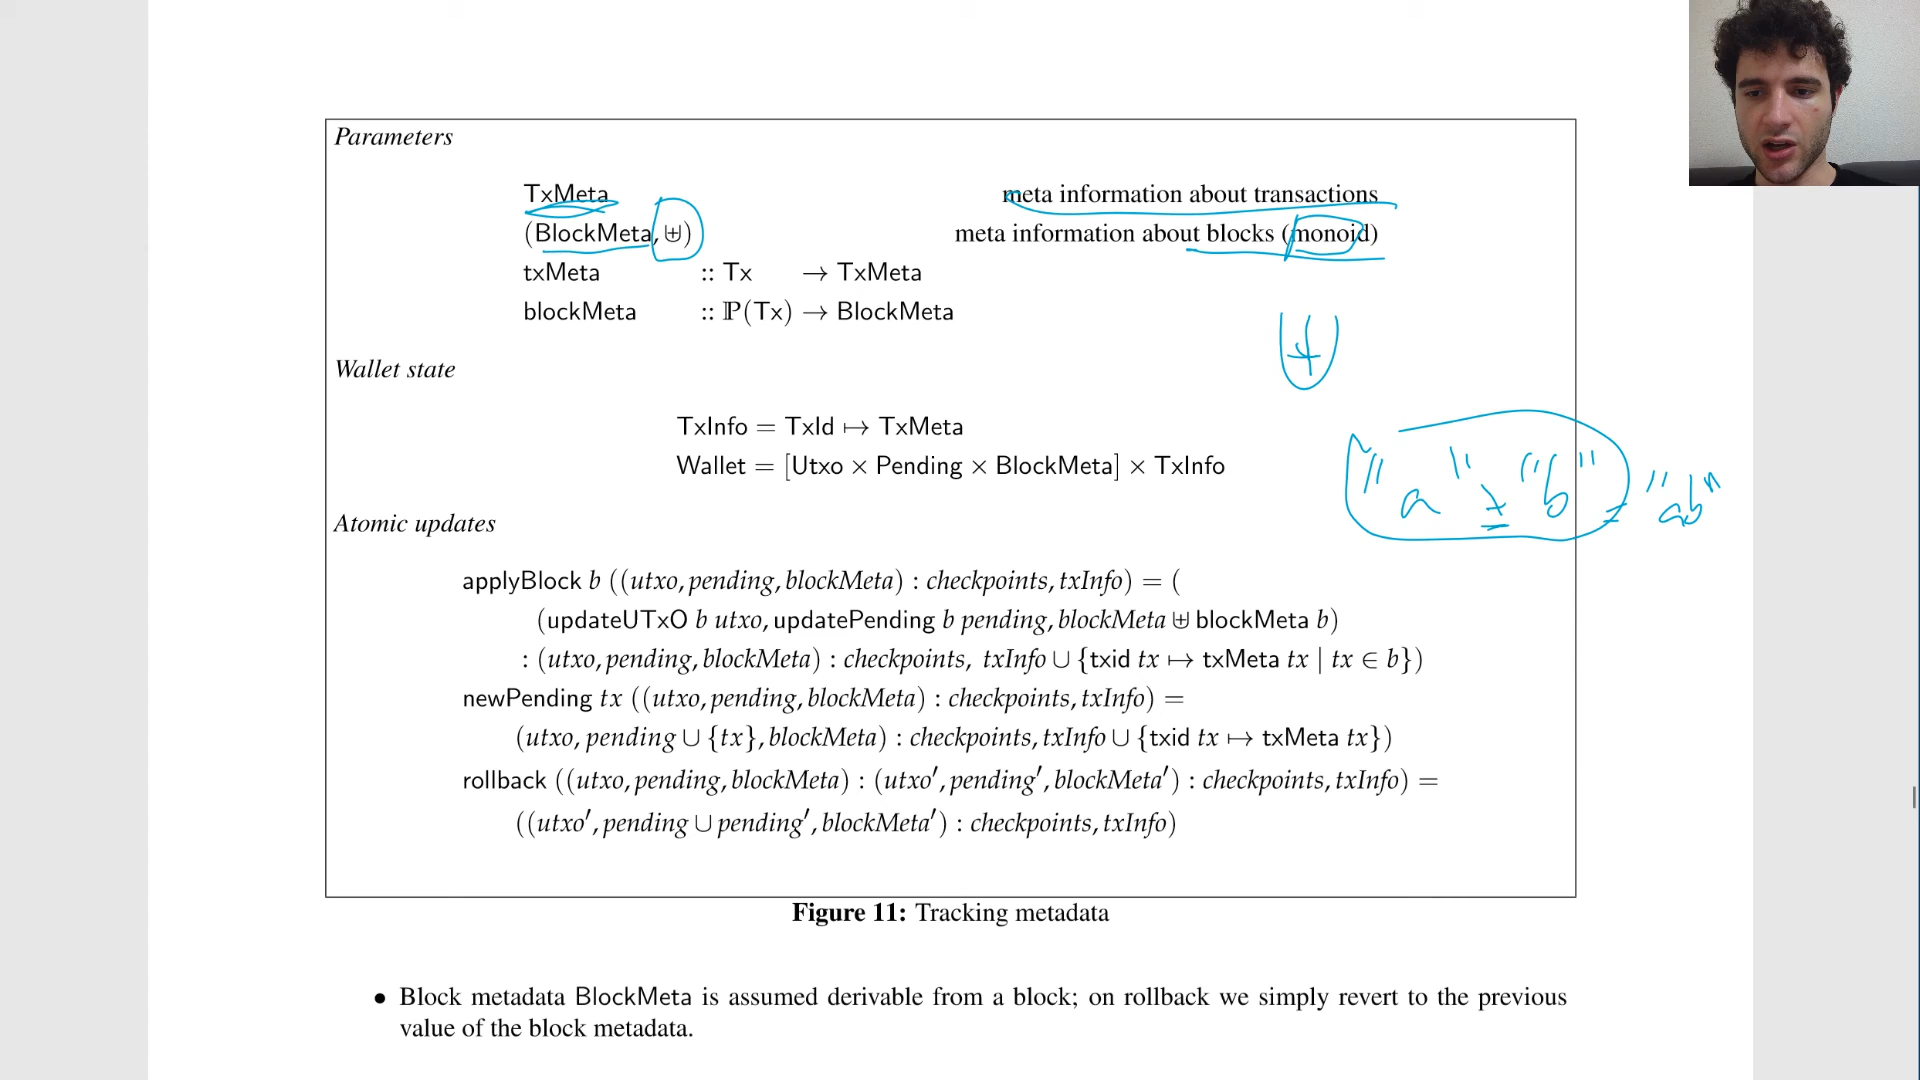 Parameters
TxMeta meta information about transactions
(BlockMeta, ⊎) meta information about blocks (monoid)
txMeta :: Tx → TxMeta
blockMeta :: ℙ(Tx) → BlockMeta
⊎
Wallet state
TxInfo = TxId ↦ TxMeta
Wallet = [Utxo × Pending × BlockMeta] × TxInfo
"a" + "b" = "ab"
Atomic updates
applyBlock b ((utxo, pending, blockMeta) : checkpoints, txInfo) = (
(updateUTxO b utxo, updatePending b pending, blockMeta ⊎ blockMeta b)
: (utxo, pending, blockMeta) : checkpoints, txInfo ∪ {txid tx ↦ txMeta tx | tx ∈ b})
newPending tx ((utxo, pending, blockMeta) : checkpoints, txInfo) =
(utxo, pending ∪ {tx}, blockMeta) : checkpoints, txInfo ∪ {txid tx ↦ txMeta tx})
rollback ((utxo, pending, blockMeta) : (utxo′, pending′, blockMeta′) : checkpoints, txInfo) =
((utxo′, pending ∪ pending′, blockMeta′) : checkpoints, txInfo)
Figure 11: Tracking metadata
• Block metadata BlockMeta is assumed derivable from a block; on rollback we simply revert to the previous
value of the block metadata.